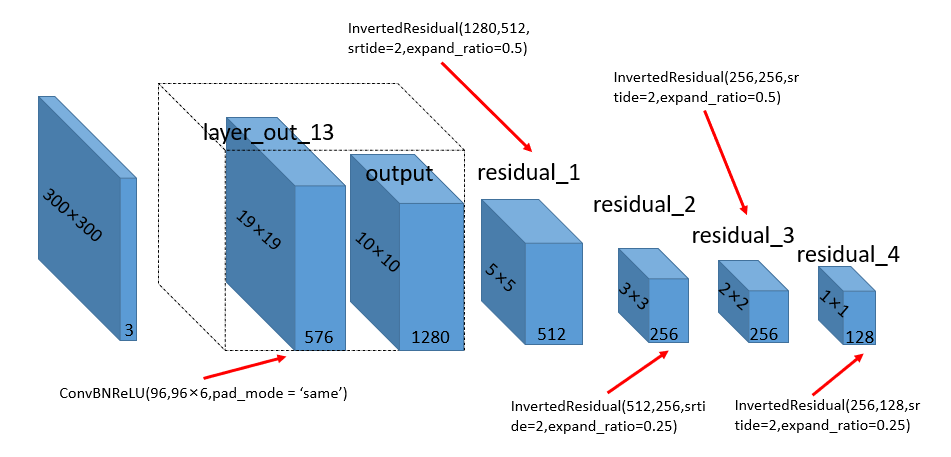 InvertedResidual(1280,512,
srtide=2,expand_ratio=0.5)
InvertedResidual(256,256,sr
tide=2,expand_ratio=0.5)
layer_out_13
output
residual_1
residual_2
residual_3
residual_4
300×300
19×19
10×10
5×5
3×3
2×2
1×1
3
576
1280
512
256
256
128
ConvBNReLU(96,96×6,pad_mode = ‘same’)
InvertedResidual(512,256,srti
de=2,expand_ratio=0.25)
InvertedResidual(256,128,sr
tide=2,expand_ratio=0.25)